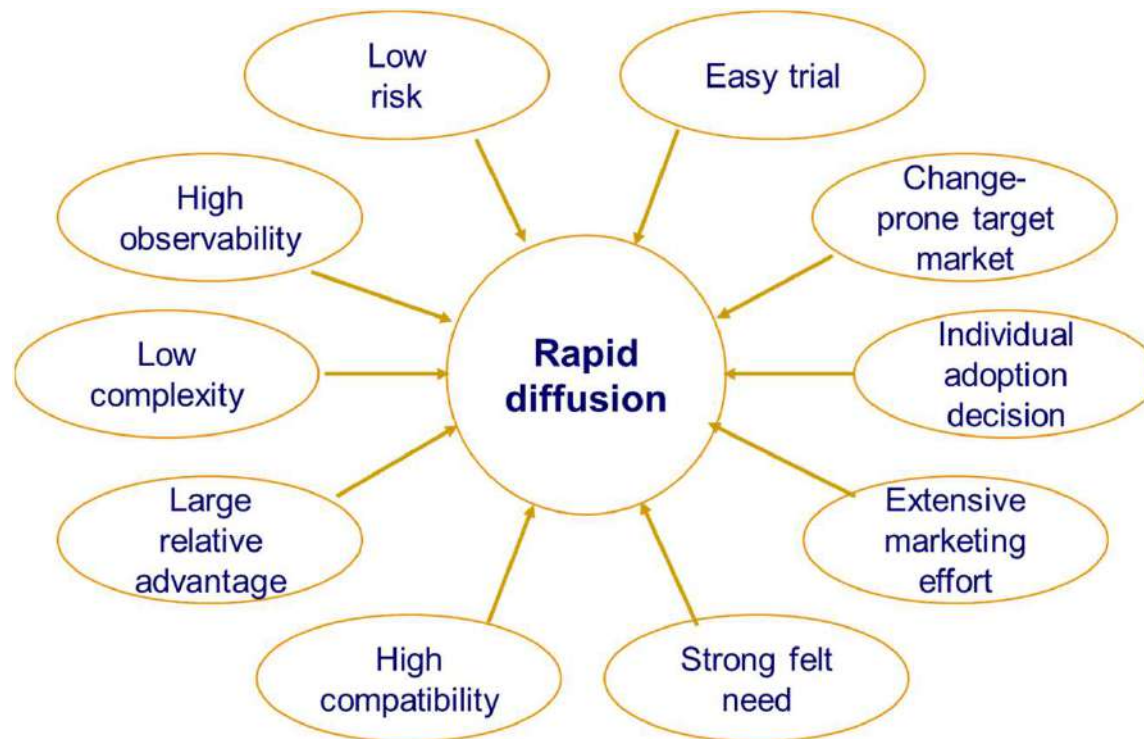 Low
risk
Easy trial
High
observability
Change-
prone target
market
Low
complexity
Rapid
diffusion
Individual
adoption
decision
Large
relative
advantage
Extensive
marketing
effort
High
compatibility
Strong felt
need